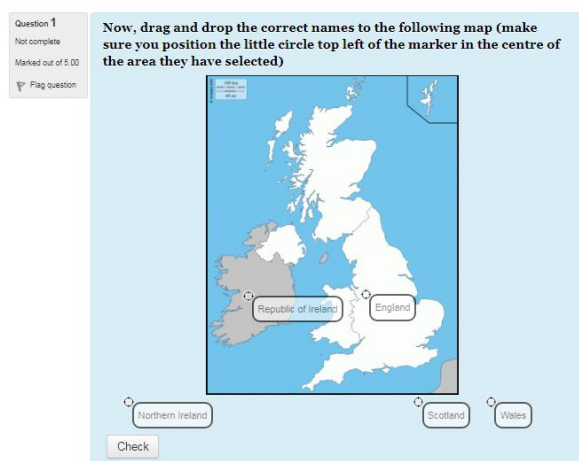 Question 1
Not complete
Marked out of 5.00
Flag question
Now, drag and drop the correct names to the following map (make
sure you position the little circle top left of the marker in the centre of
the area they have selected)
Republic of Ireland
England
Northern Ireland
Scotland
Wales
Check